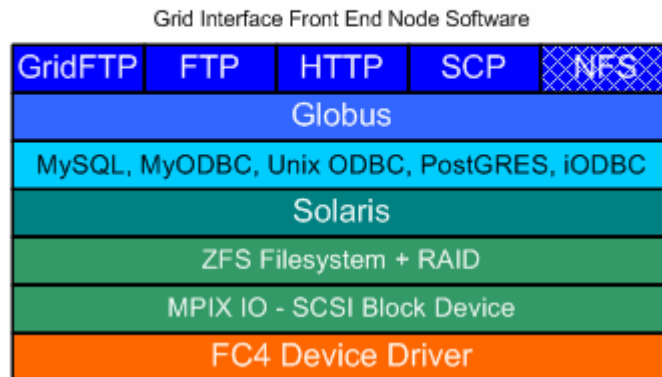 Grid Interface Front End Node Software
GridFTP FTP HTTP SCP NFS
Globus
MySQL, MyODBC, Unix ODBC, PostGRES, iODBC
Solaris
ZFS Filesystem + RAID
MPIX IO - SCSI Block Device
FC4 Device Driver